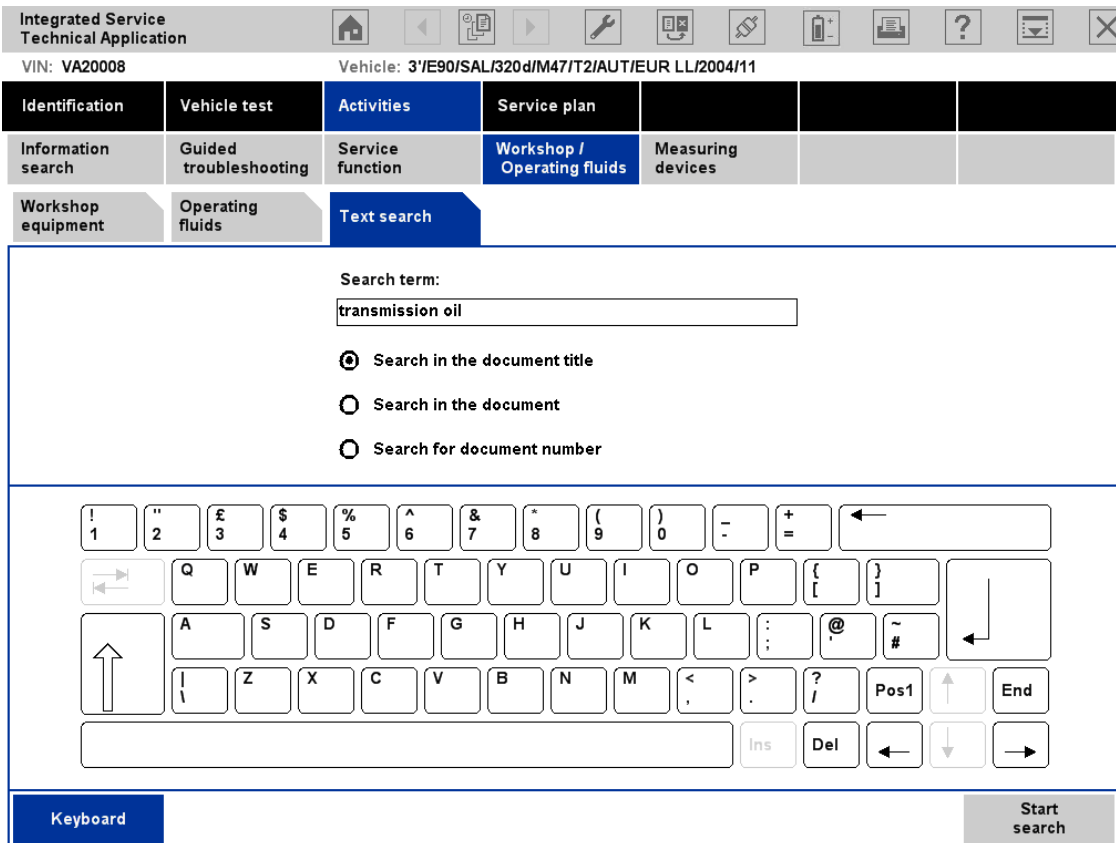 Integrated Service
Technical Application
VIN: VA20008 Vehicle: 3'/E90/SAL/320d/M47/T2/AUT/EUR LL/2004/11
Identification Vehicle test Activities Service plan
Information search Guided troubleshooting Service function Workshop / Operating fluids Measuring devices
Workshop equipment Operating fluids Text search
Search term:
transmission oil
Search in the document title
Search in the document
Search for document number
! " £ $ % ^ & * ( ) _ +
1 2 3 4 5 6 7 8 9 0 - =
Q W E R T Y U I O P { }
[ ]
A S D F G H J K L : @ ~
; ' #
| Z X C V B N M < > ? Pos1 End
\ , . /
Ins Del
Keyboard Start search